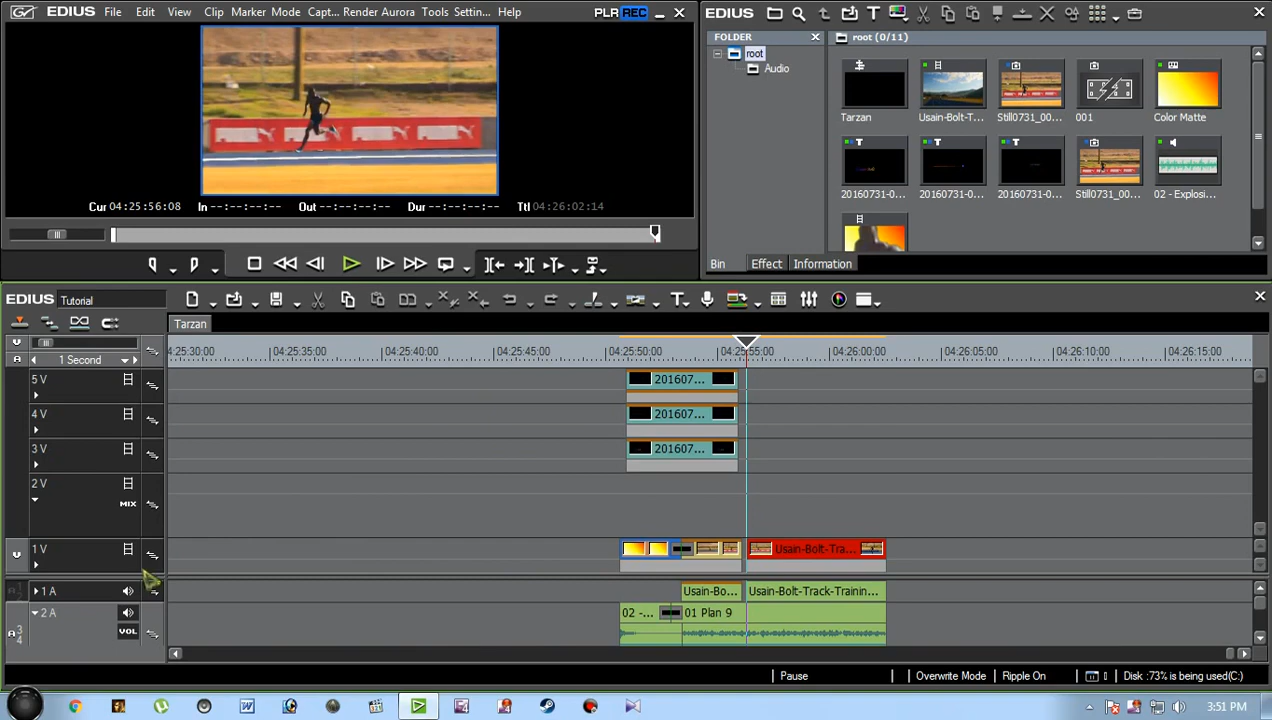 EDIUS File Edit View Clip Marker Mode Capt... Render Aurora Tools Settin... Help PLR REC
PUMA PUMA PUMA PUMA
Cur 04:25:56:08 In --:--:--:-- Out --:--:--:-- Dur --:--:--:-- Ttl 04:26:02:14
EDIUS
FOLDER
root
Audio
root (0/11)
Tarzan Usain-Bolt-T... Still0731_00... 001 Color Matte
20160731-0... 20160731-0... 20160731-0... Still0731_00... 02 - Explosi...
Bin Effect Information
EDIUS Tutorial
Tarzan
1 Second
4:25:30:00 04:25:35:00 04:25:40:00 04:25:45:00 04:25:50:00 04:25:55:00 04:26:00:00 04:26:05:00 04:26:10:00 04:26:15:00
5 V 201607...
4 V 201607...
3 V 201607...
2 V
MIX
1 V Usain-Bolt-Tra...
1 A Usain-Bo... Usain-Bolt-Track-Trainin...
2 A 02 -... 01 Plan 9
VOL
3
4
Pause Overwrite Mode Ripple On Disk :73% is being used(C:)
3:51 PM